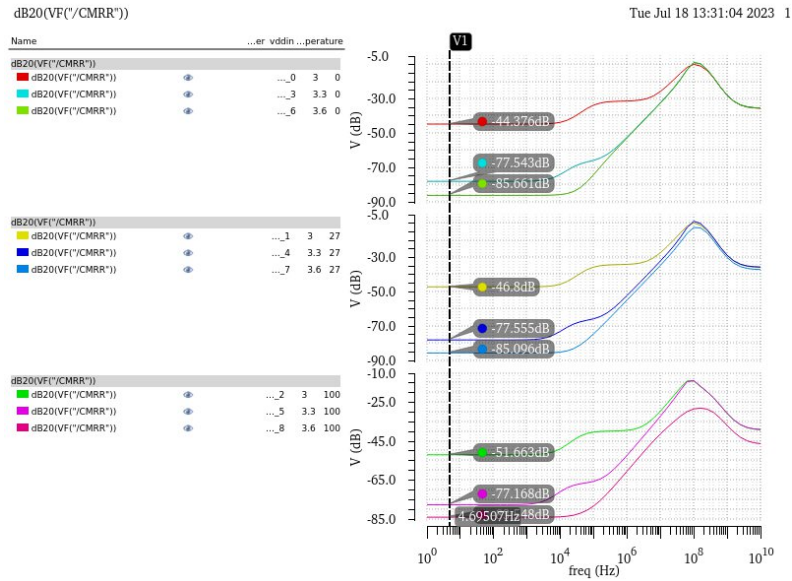 dB20(VF("/CMRR")) Tue Jul 18 13:31:04 2023 1
Name ...er vddin ...perature
dB20(VF("/CMRR"))
dB20(VF("/CMRR")) ..._0 3 0
dB20(VF("/CMRR")) ..._3 3.3 0
dB20(VF("/CMRR")) ..._6 3.6 0
V1
-5.0
-30.0
-50.0
-70.0
-90.0
V (dB)
-44.376dB
-77.543dB
-85.661dB
dB20(VF("/CMRR"))
dB20(VF("/CMRR")) ..._1 3 27
dB20(VF("/CMRR")) ..._4 3.3 27
dB20(VF("/CMRR")) ..._7 3.6 27
-5.0
-30.0
-50.0
-70.0
-90.0
V (dB)
-46.8dB
-77.555dB
-85.096dB
dB20(VF("/CMRR"))
dB20(VF("/CMRR")) ..._2 3 100
dB20(VF("/CMRR")) ..._5 3.3 100
dB20(VF("/CMRR")) ..._8 3.6 100
-10.0
-25.0
-45.0
-65.0
-85.0
V (dB)
-51.663dB
-77.168dB
48dB
4.69507Hz
10^0 10^2 10^4 10^6 10^8 10^10
freq (Hz)